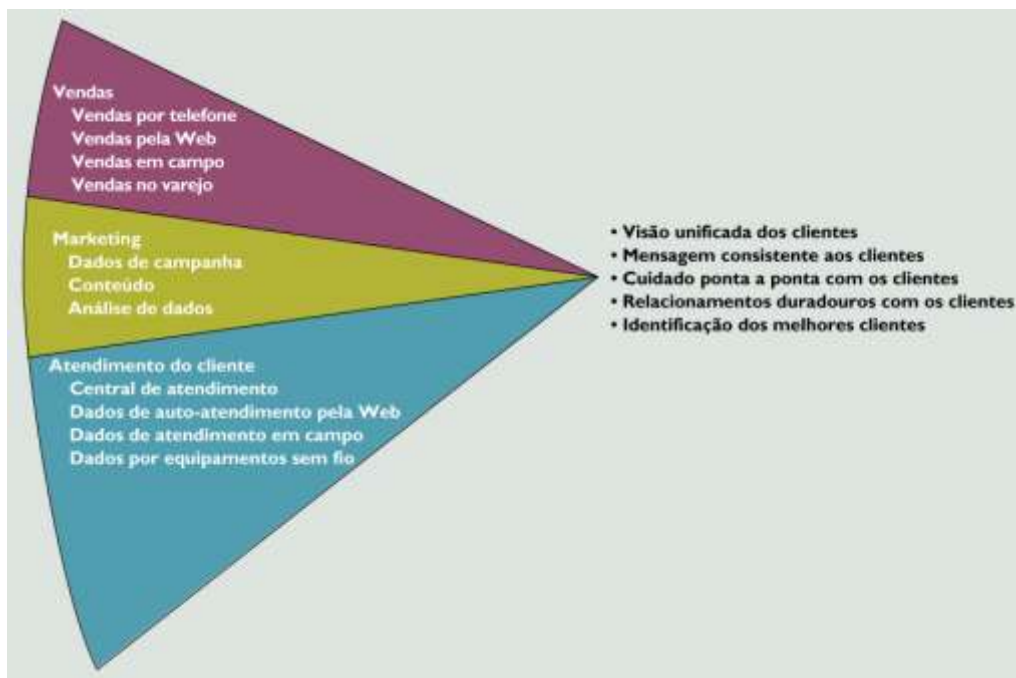 Vendas
Vendas por telefone
Vendas pela Web
Vendas em campo
Vendas no varejo
Marketing
Dados de campanha
Conteúdo
Análise de dados
Atendimento do cliente
Central de atendimento
Dados de auto-atendimento pela Web
Dados de atendimento em campo
Dados por equipamentos sem fio
• Visão unificada dos clientes
• Mensagem consistente aos clientes
• Cuidado ponta a ponta com os clientes
• Relacionamentos duradouros com os clientes
• Identificação dos melhores clientes